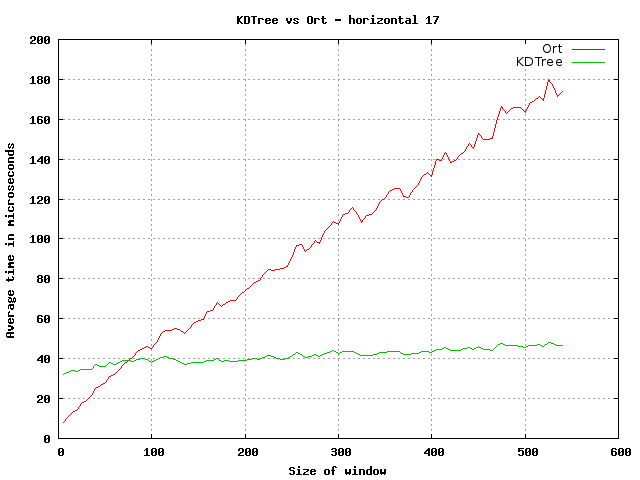 KDTree vs Ort - horizontal 17
Ort
KDTree
Average time in microseconds
200
180
160
140
120
100
80
60
40
20
0
0 100 200 300 400 500 600
Size of window